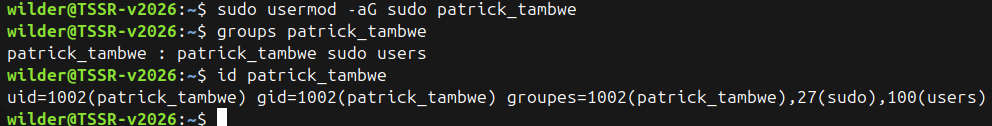 wilder@TSSR-v2026:~$ sudo usermod -aG sudo patrick_tambwe
wilder@TSSR-v2026:~$ groups patrick_tambwe
patrick_tambwe : patrick_tambwe sudo users
wilder@TSSR-v2026:~$ id patrick_tambwe
uid=1002(patrick_tambwe) gid=1002(patrick_tambwe) groupes=1002(patrick_tambwe),27(sudo),100(users)
wilder@TSSR-v2026:~$